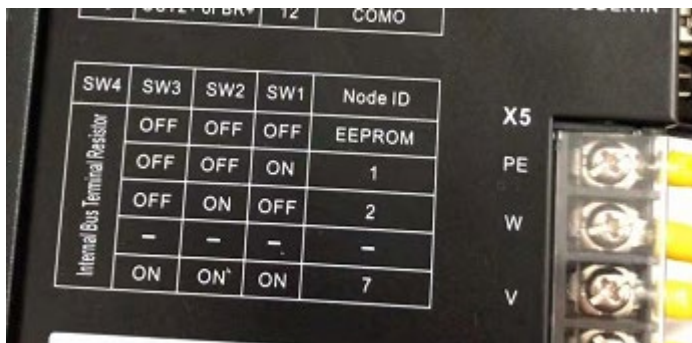 12 COMO
SW4 SW3 SW2 SW1 Node ID
Internal Bus Terminal Resistor
OFF OFF OFF EEPROM
OFF OFF ON 1
OFF ON OFF 2
– – – –
ON ON ON 7
X5
PE
W
V